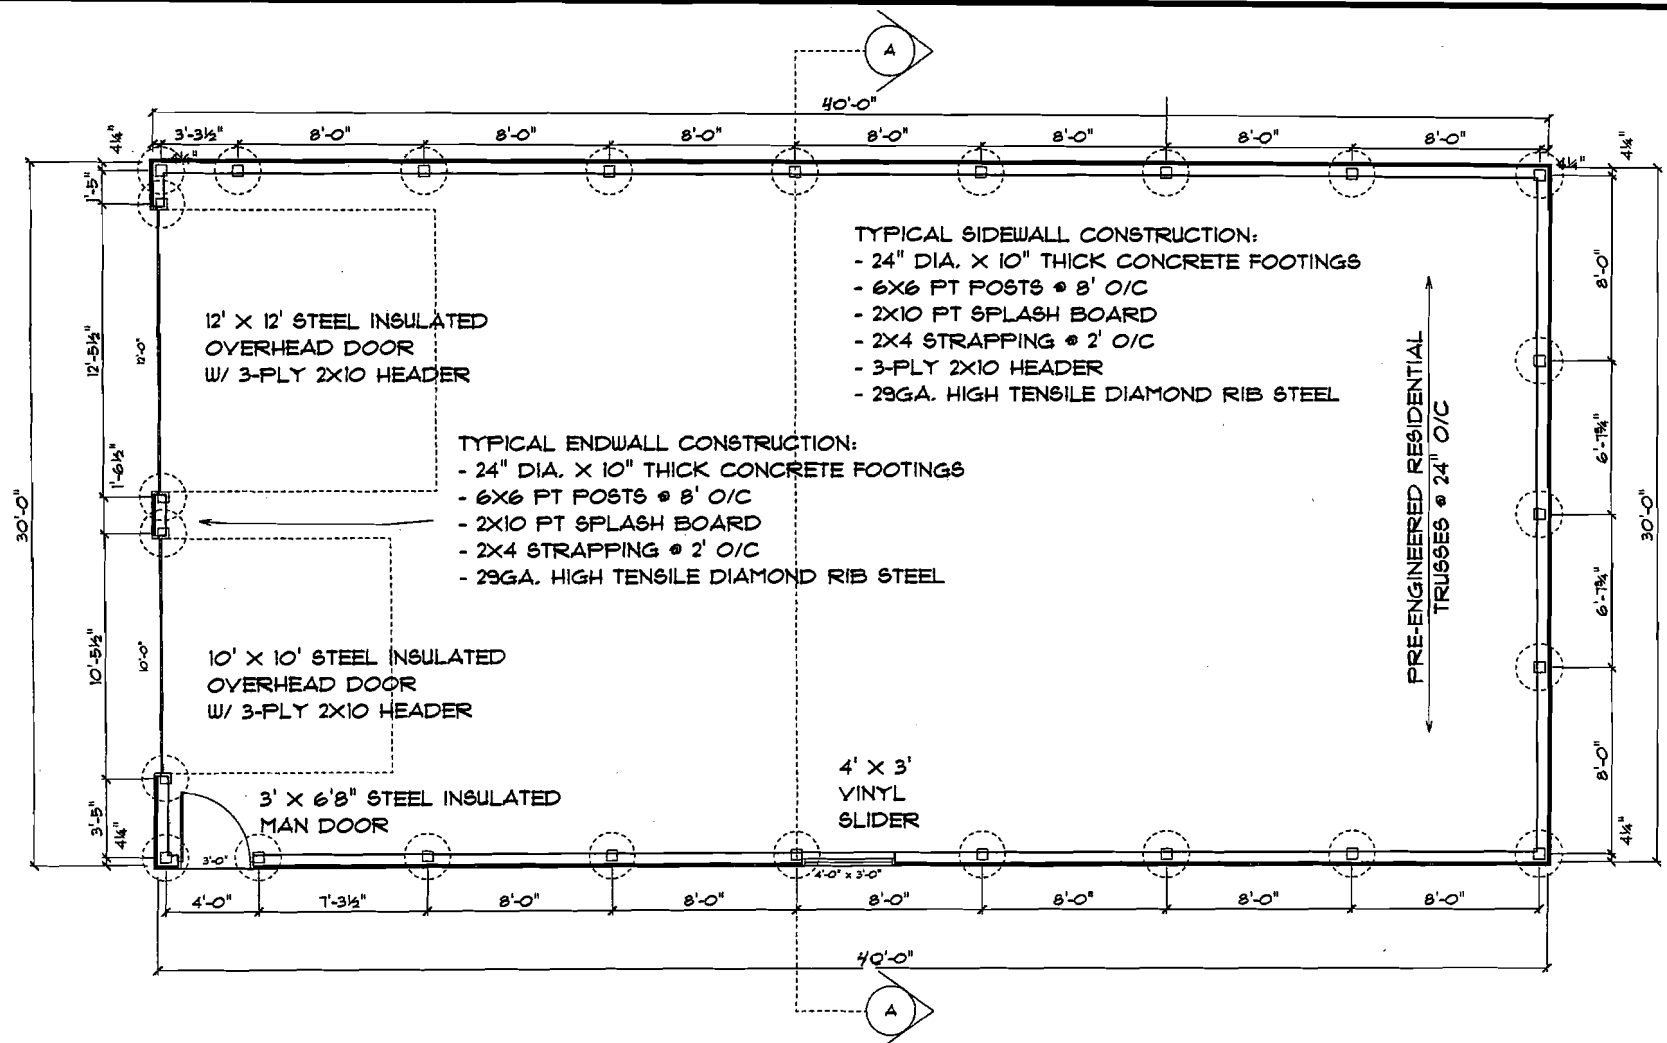 A
40'-0"
4¼"
3'-3½"
8'-0"
8'-0"
8'-0"
8'-0"
8'-0"
8'-0"
8'-0"
4¼"
4¼"
4¼"
1'-5"
12'-5½"
12'-0"
1'-6½"
30'-0"
10'-5½"
10'-0"
3'-5"
4¼"
12' X 12' STEEL INSULATED
OVERHEAD DOOR
W/ 3-PLY 2X10 HEADER
TYPICAL SIDEWALL CONSTRUCTION:
- 24" DIA. X 10" THICK CONCRETE FOOTINGS
- 6X6 PT POSTS @ 8' O/C
- 2X10 PT SPLASH BOARD
- 2X4 STRAPPING @ 2' O/C
- 3-PLY 2X10 HEADER
- 29GA. HIGH TENSILE DIAMOND RIB STEEL
TYPICAL ENDWALL CONSTRUCTION:
- 24" DIA. X 10" THICK CONCRETE FOOTINGS
- 6X6 PT POSTS @ 8' O/C
- 2X10 PT SPLASH BOARD
- 2X4 STRAPPING @ 2' O/C
- 29GA. HIGH TENSILE DIAMOND RIB STEEL
PRE-ENGINEERED RESIDENTIAL
TRUSSES @ 24" O/C
8'-0"
6'-7¾"
6'-7¾"
8'-0"
4¼"
30'-0"
10' X 10' STEEL INSULATED
OVERHEAD DOOR
W/ 3-PLY 2X10 HEADER
3' X 6'8" STEEL INSULATED
MAN DOOR
4' X 3'
VINYL
SLIDER
3'-0"
4'-0" x 3'-0"
4'-0"
7'-3½"
8'-0"
8'-0"
8'-0"
8'-0"
8'-0"
8'-0"
40'-0"
A